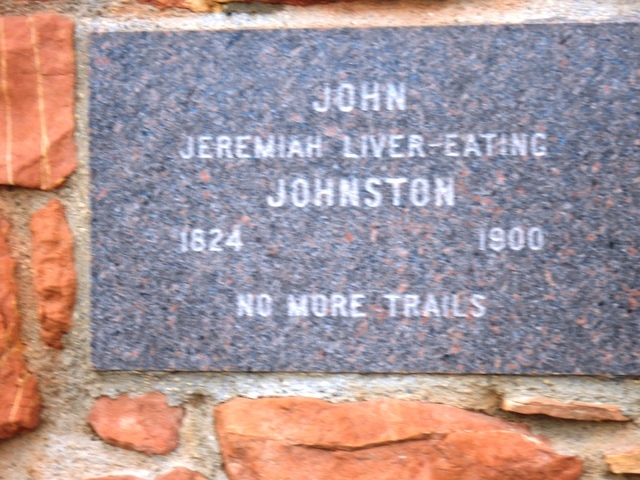 JOHN
JEREMIAH LIVER-EATING
JOHNSTON
1824 1900
NO MORE TRAILS